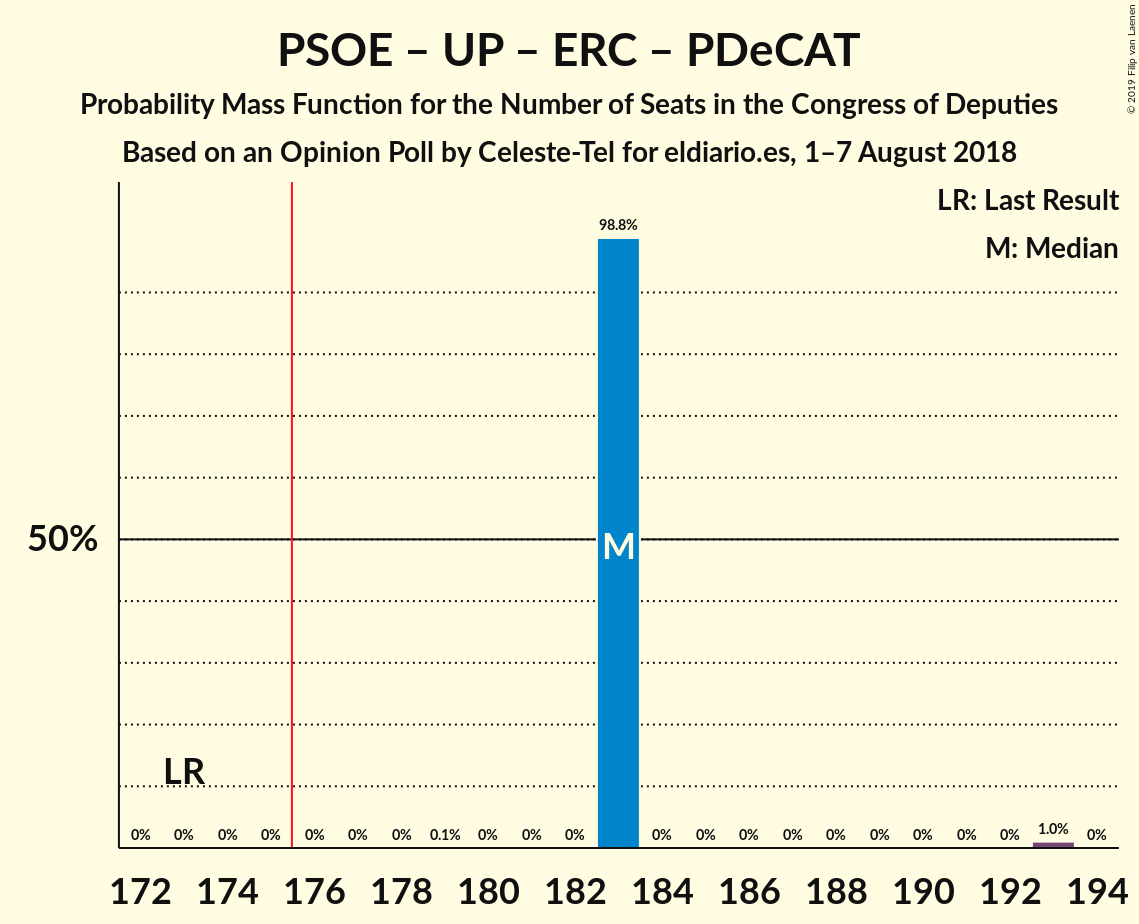 PSOE – UP – ERC – PDeCAT
Probability Mass Function for the Number of Seats in the Congress of Deputies
Based on an Opinion Poll by Celeste-Tel for eldiario.es, 1–7 August 2018
© 2019 Filip van Laenen
LR: Last Result
M: Median
98.8%
50%
M
LR
0% 0% 0% 0% 0% 0% 0% 0.1% 0% 0% 0% 0% 0% 0% 0% 0% 0% 0% 0% 0% 1.0% 0%
172 174 176 178 180 182 184 186 188 190 192 194